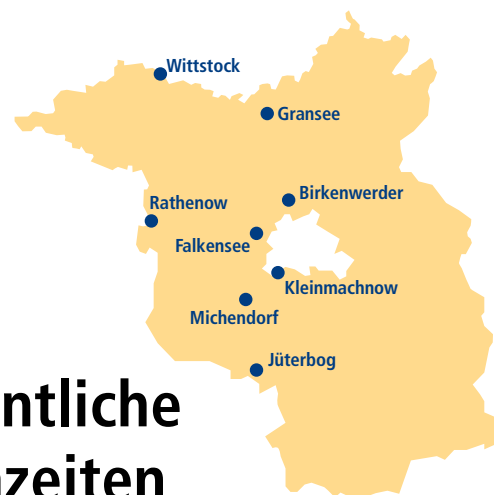 Wittstock
Gransee
Birkenwerder
Rathenow
Falkensee
Kleinmachnow
Michendorf
Jüterbog
ntliche
zeiten